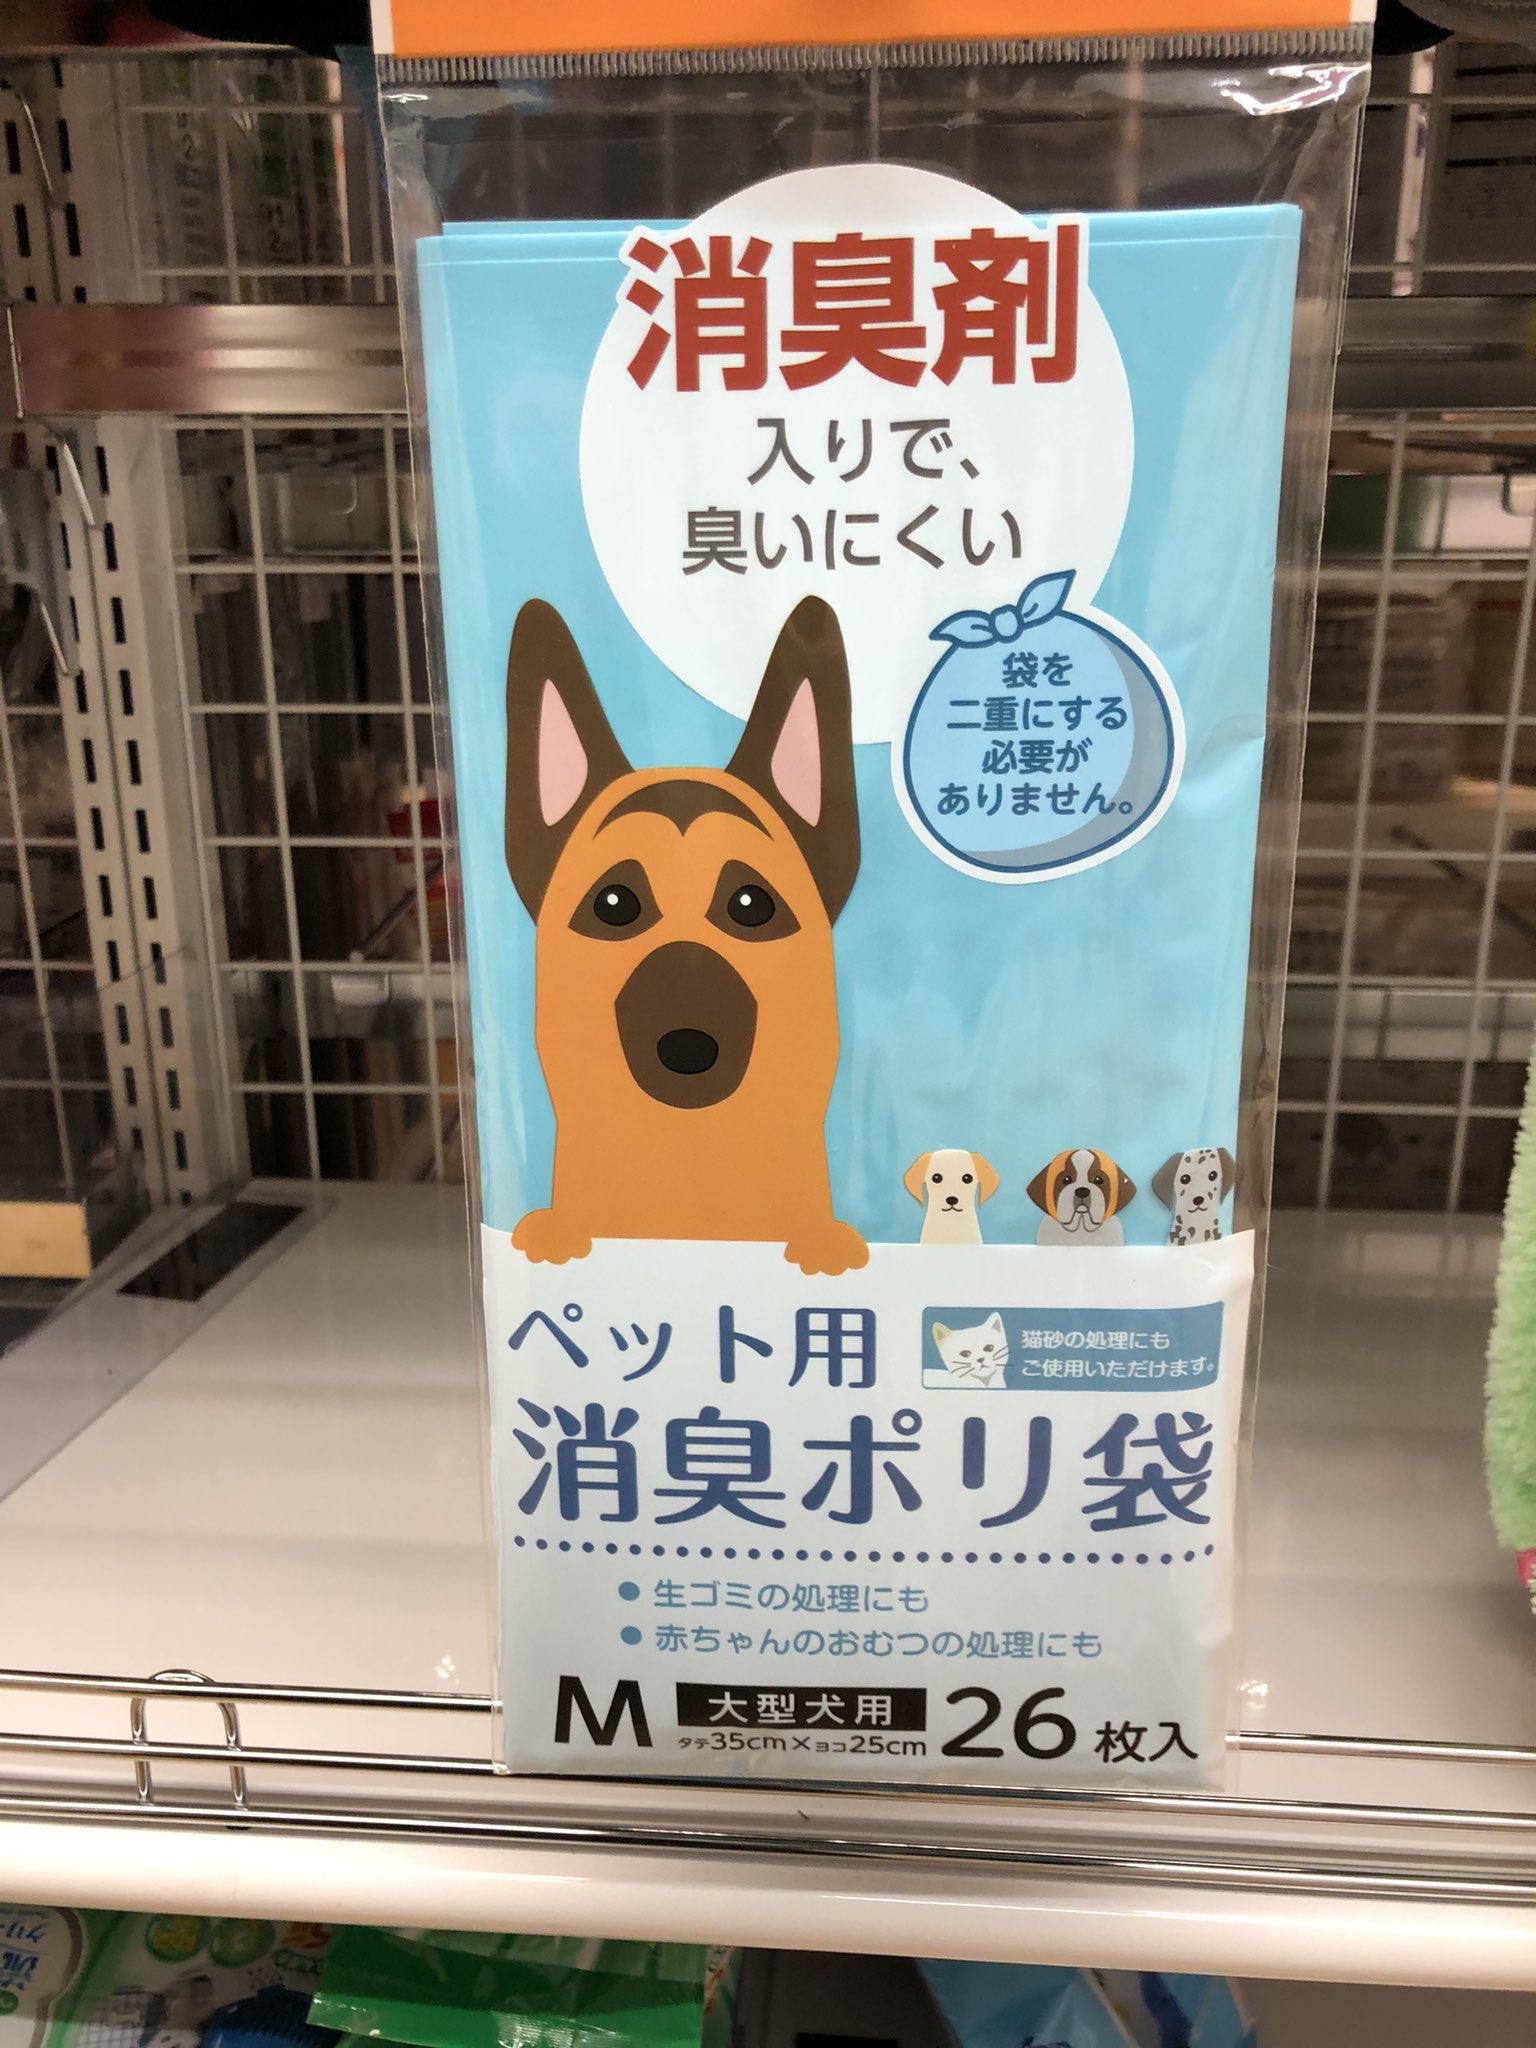 消臭剤
入りで、
臭いにくい
袋を
二重にする
必要が
ありません。
ペット用
猫砂の処理にも
ご使用いただけます。
消臭ポリ袋
● 生ゴミの処理にも
● 赤ちゃんのおむつの処理にも
M 大型犬用 26枚入
タテ35cm×ヨコ25cm